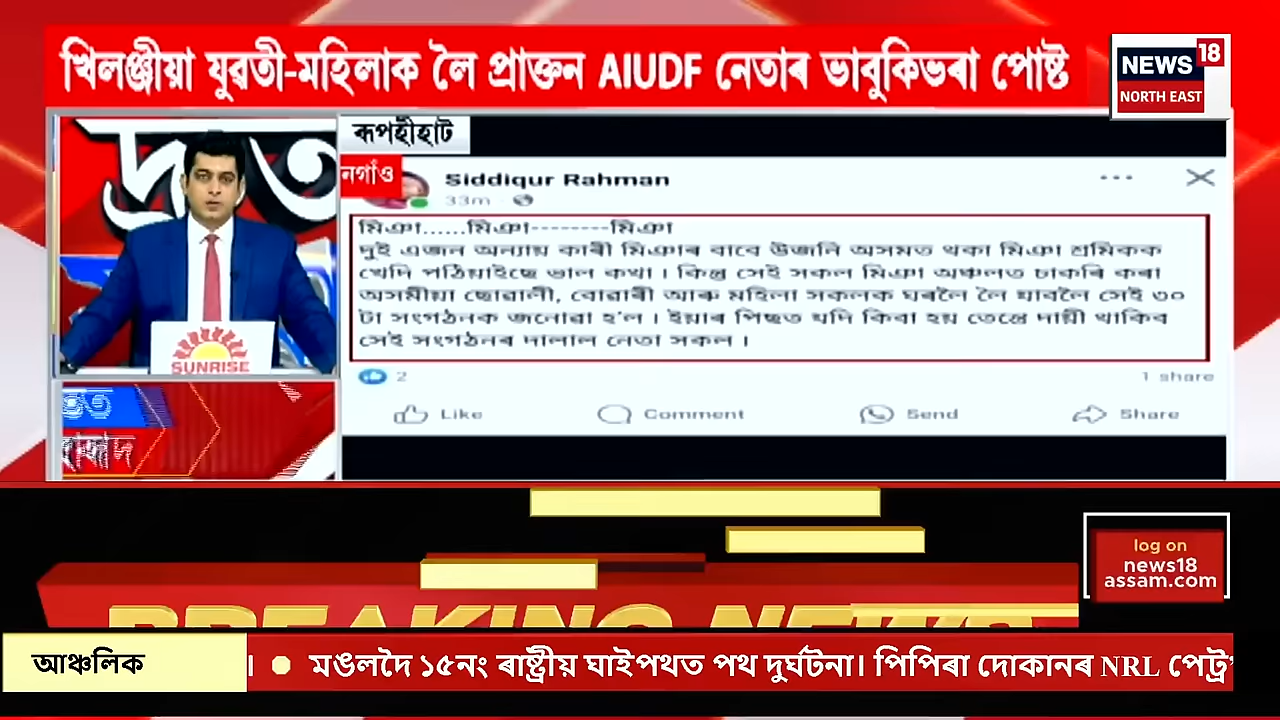 খিলঞ্জীয়া যুৱতী-মহিলাক লৈ প্ৰাক্তন AIUDF নেতাৰ ভাবুকিভৰা পোষ্ট
NEWS 18
NORTH EAST
দ্ৰুত
ৰূপহীহাট
নগাঁও
Siddiqur Rahman
33m
মিঞা......মিঞা--------মিঞা
দুই এজন অন্যায় কাৰী মিঞাৰ বাবে উজনি অসমত থকা মিঞা শ্ৰমিকক
খেদি পঠিয়াইছে ভাল কথা । কিন্তু সেই সকল মিঞা অঞ্চলত চাকৰি কৰা
অসমীয়া ছোৱালী, বোৱাৰী আৰু মহিলা সকলক ঘৰলৈ লৈ যাবলৈ সেই ৩০
টা সংগঠনক জনোৱা হ'ল । ইয়াৰ পিছত যদি কিবা হয় তেন্তে দায়ী থাকিব
সেই সংগঠনৰ দালাল নেতা সকল ।
2
1 share
Like Comment Send Share
SUNRISE
log on
news18
assam.com
BREAKING NEWS
আঞ্চলিক
। ● মঙলদৈ ১৫নং ৰাষ্ট্ৰীয় ঘাইপথত পথ দুৰ্ঘটনা। পিপিৰা দোকানৰ NRL পেট্ৰ'